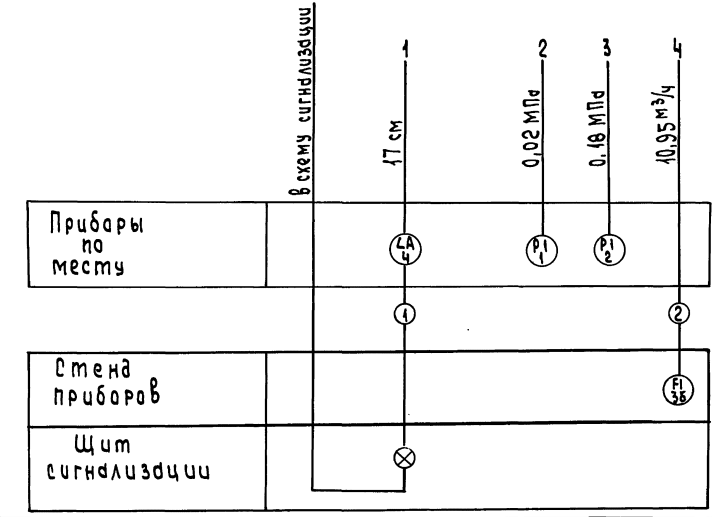 в схему сигнализации
1
2
3
4
17 см
0,02 МПа
0,18 МПа
10,95 м³/ч
Прибары
по
месту
LA
4
PI
1
PI
2
1
2
Стенд
приборов
FI
3б
Щит
сигнализации